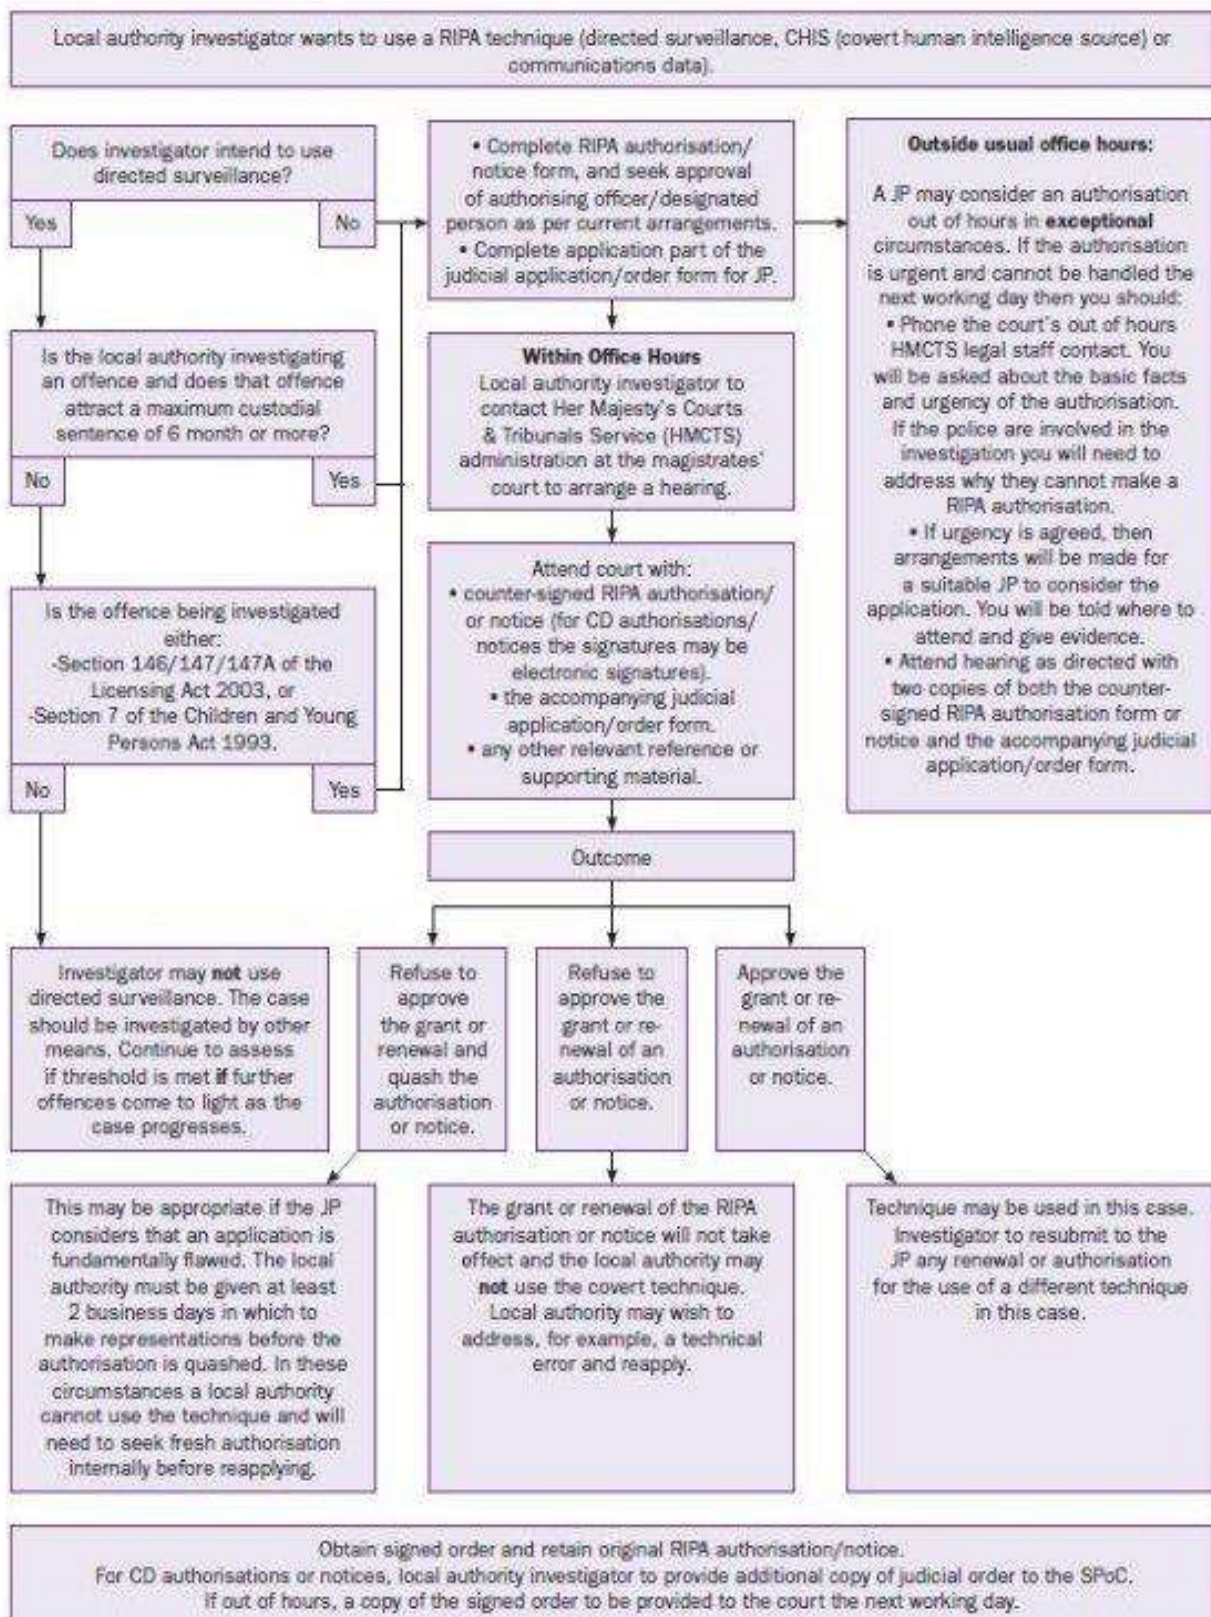 Local authority investigator wants to use a RIPA technique (directed surveillance, CHIS (covert human intelligence source) or
communications data).
Does investigator intend to use
directed surveillance?
Yes
No
Is the local authority investigating
an offence and does that offence
attract a maximum custodial
sentence of 6 month or more?
No
Yes
Is the offence being investigated
either:
-Section 146/147/147A of the
Licensing Act 2003, or
-Section 7 of the Children and Young
Persons Act 1993.
No
Yes
Investigator may not use
directed surveillance. The case
should be investigated by other
means. Continue to assess
if threshold is met if further
offences come to light as the
case progresses.
• Complete RIPA authorisation/
notice form, and seek approval
of authorising officer/designated
person as per current arrangements.
• Complete application part of the
judicial application/order form for JP.
Within Office Hours
Local authority investigator to
contact Her Majesty's Courts
& Tribunals Service (HMCTS)
administration at the magistrates'
court to arrange a hearing.
Attend court with:
• counter-signed RIPA authorisation/
or notice (for CD authorisations/
notices the signatures may be
electronic signatures).
• the accompanying judicial
application/order form.
• any other relevant reference or
supporting material.
Outside usual office hours:
A JP may consider an authorisation
out of hours in exceptional
circumstances. If the authorisation
is urgent and cannot be handled the
next working day then you should:
• Phone the court's out of hours
HMCTS legal staff contact. You
will be asked about the basic facts
and urgency of the authorisation.
If the police are involved in the
investigation you will need to
address why they cannot make a
RIPA authorisation.
• If urgency is agreed, then
arrangements will be made for
a suitable JP to consider the
application. You will be told where to
attend and give evidence.
• Attend hearing as directed with
two copies of both the counter-
signed RIPA authorisation form or
notice and the accompanying judicial
application/order form.
Outcome
Refuse to
approve
the grant or
renewal and
quash the
authorisation
or notice.
Refuse to
approve the
grant or re-
newal of an
authorisation
or notice.
Approve the
grant or re-
newal of an
authorisation
or notice.
This may be appropriate if the JP
considers that an application is
fundamentally flawed. The local
authority must be given at least
2 business days in which to
make representations before the
authorisation is quashed. In these
circumstances a local authority
cannot use the technique and will
need to seek fresh authorisation
internally before reapplying.
The grant or renewal of the RIPA
authorisation or notice will not take
effect and the local authority may
not use the covert technique.
Local authority may wish to
address, for example, a technical
error and reapply.
Technique may be used in this case.
Investigator to resubmit to the
JP any renewal or authorisation
for the use of a different technique
in this case.
Obtain signed order and retain original RIPA authorisation/notice.
For CD authorisations or notices, local authority investigator to provide additional copy of judicial order to the SPoC.
If out of hours, a copy of the signed order to be provided to the court the next working day.